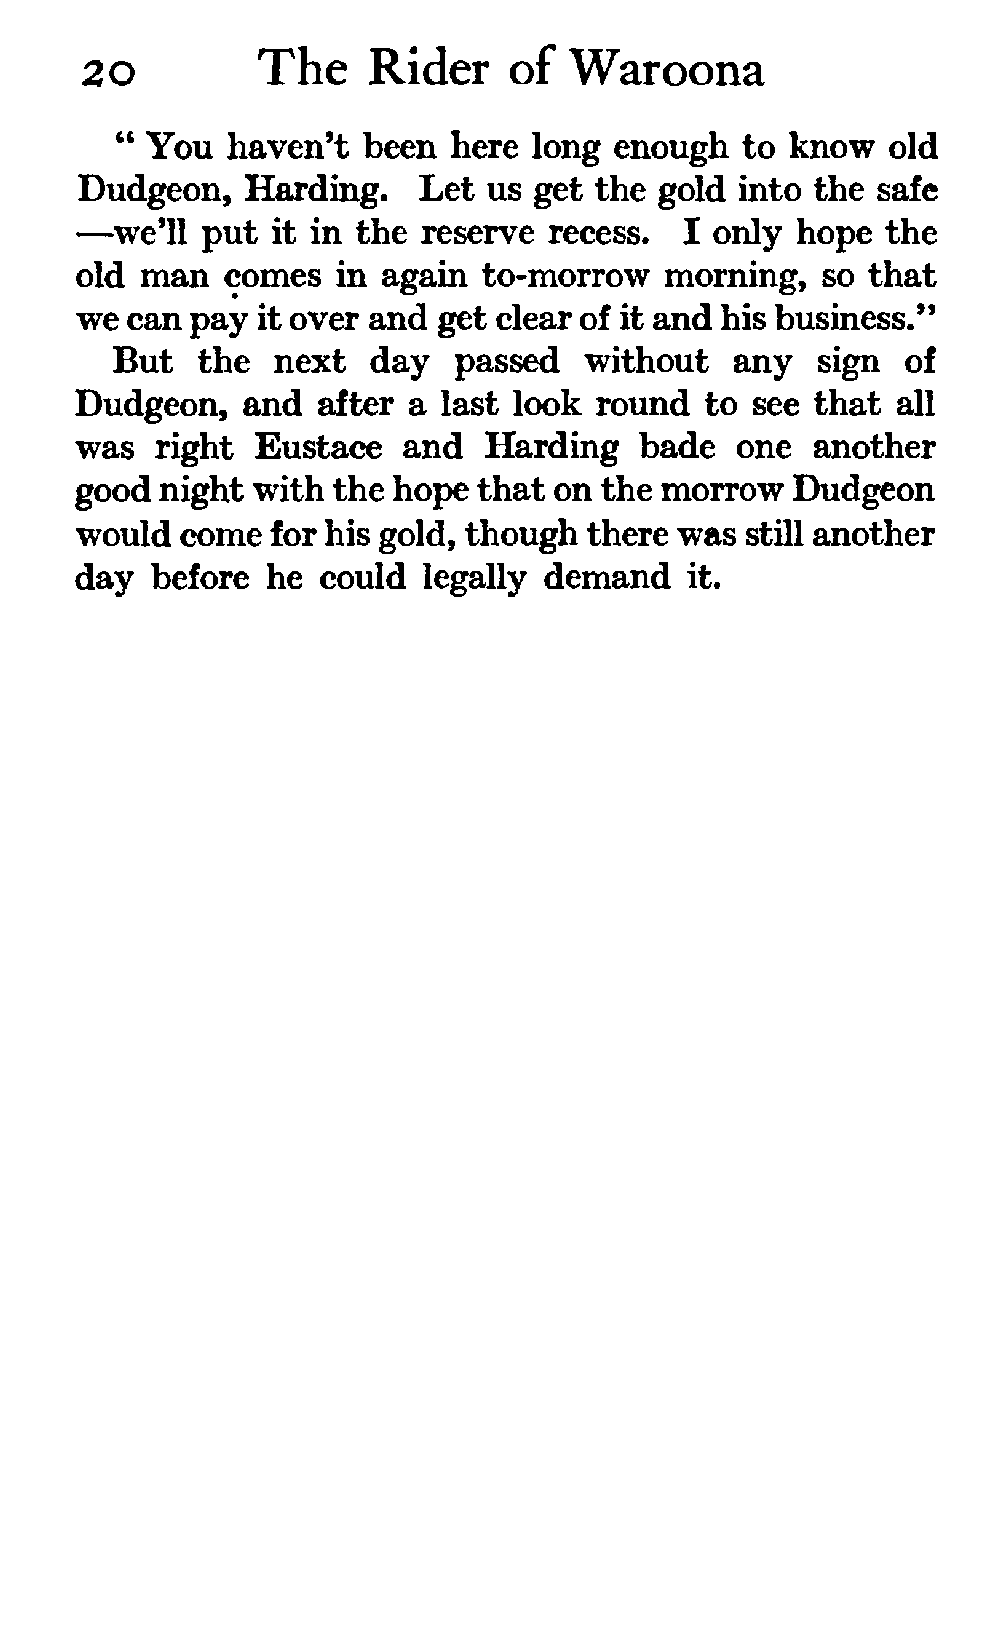 20 The Rider of Waroona
“ You haven't been here long enough to know old
Dudgeon, Harding. Let us get the gold into the safe
—we'll put it in the reserve recess. I only hope the
old man comes in again to-morrow morning, so that
we can pay it over and get clear of it and his business.”
But the next day passed without any sign of
Dudgeon, and after a last look round to see that all
was right Eustace and Harding bade one another
good night with the hope that on the morrow Dudgeon
would come for his gold, though there was still another
day before he could legally demand it.